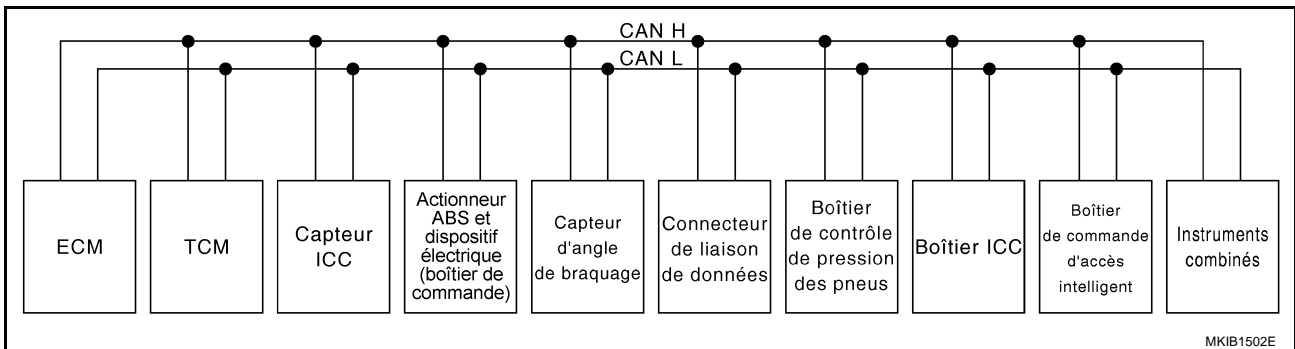 CAN H
CAN L
ECM
TCM
Capteur
ICC
Actionneur
ABS et
dispositif
électrique
(boîtier de
commande)
Capteur
d'angle
de braquage
Connecteur
de liaison
de données
Boîtier
de contrôle
de pression
des pneus
Boîtier ICC
Boîtier
de commande
d'accès
intelligent
Instruments
combinés
MKIB1502E